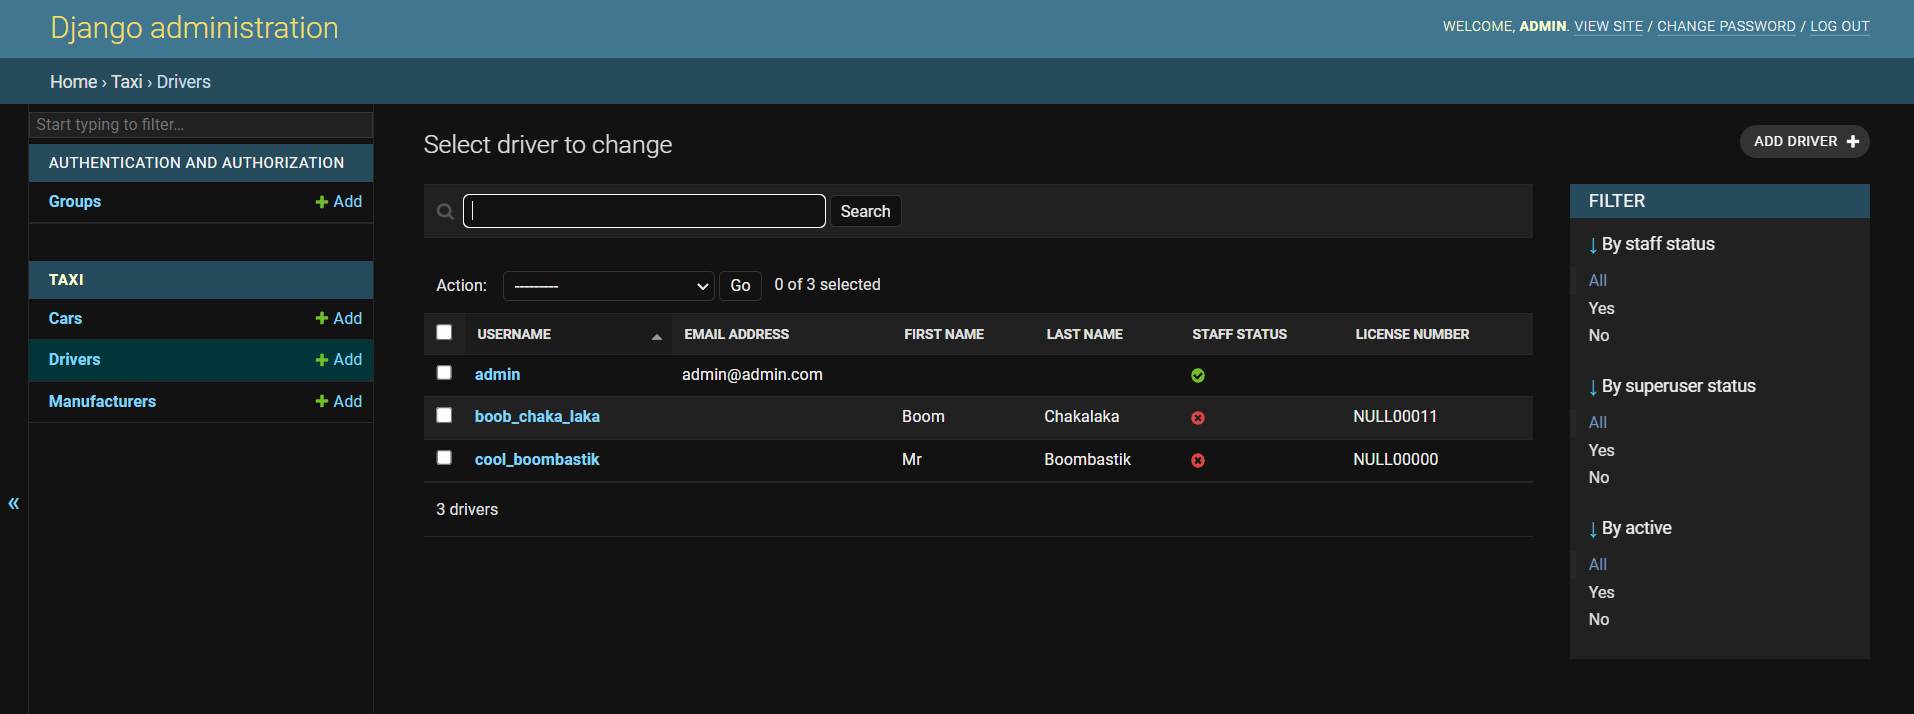 Django administration
WELCOME, ADMIN. VIEW SITE / CHANGE PASSWORD / LOG OUT
Home › Taxi › Drivers
Start typing to filter...
AUTHENTICATION AND AUTHORIZATION
Groups + Add
TAXI
Cars + Add
Drivers + Add
Manufacturers + Add
«
Select driver to change
ADD DRIVER +
Search
Action: --------- Go 0 of 3 selected
USERNAME EMAIL ADDRESS FIRST NAME LAST NAME STAFF STATUS LICENSE NUMBER
admin admin@admin.com
boob_chaka_laka Boom Chakalaka NULL00011
cool_boombastik Mr Boombastik NULL00000
3 drivers
FILTER
↓ By staff status
All
Yes
No
↓ By superuser status
All
Yes
No
↓ By active
All
Yes
No